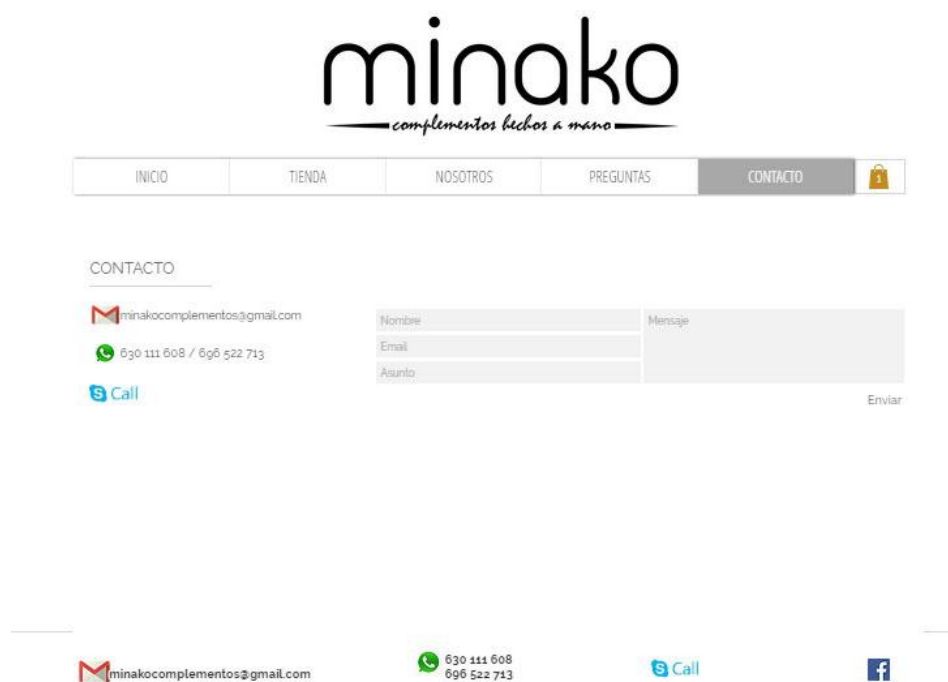 minako
complementos hechos a mano
INICIO TIENDA NOSOTROS PREGUNTAS CONTACTO 1
CONTACTO
minakocomplementos@gmail.com
630 111 608 / 696 522 713
S Call
Nombre
Email
Asunto
Mensaje
Enviar
minakocomplementos@gmail.com
630 111 608
696 522 713
S Call
f